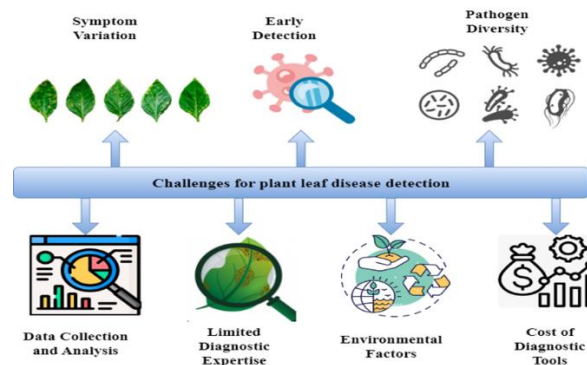 Symptom
Variation
Early
Detection
Pathogen
Diversity
Challenges for plant leaf disease detection
Data Collection
and Analysis
Limited
Diagnostic
Expertise
Environmental
Factors
Cost of
Diagnostic
Tools